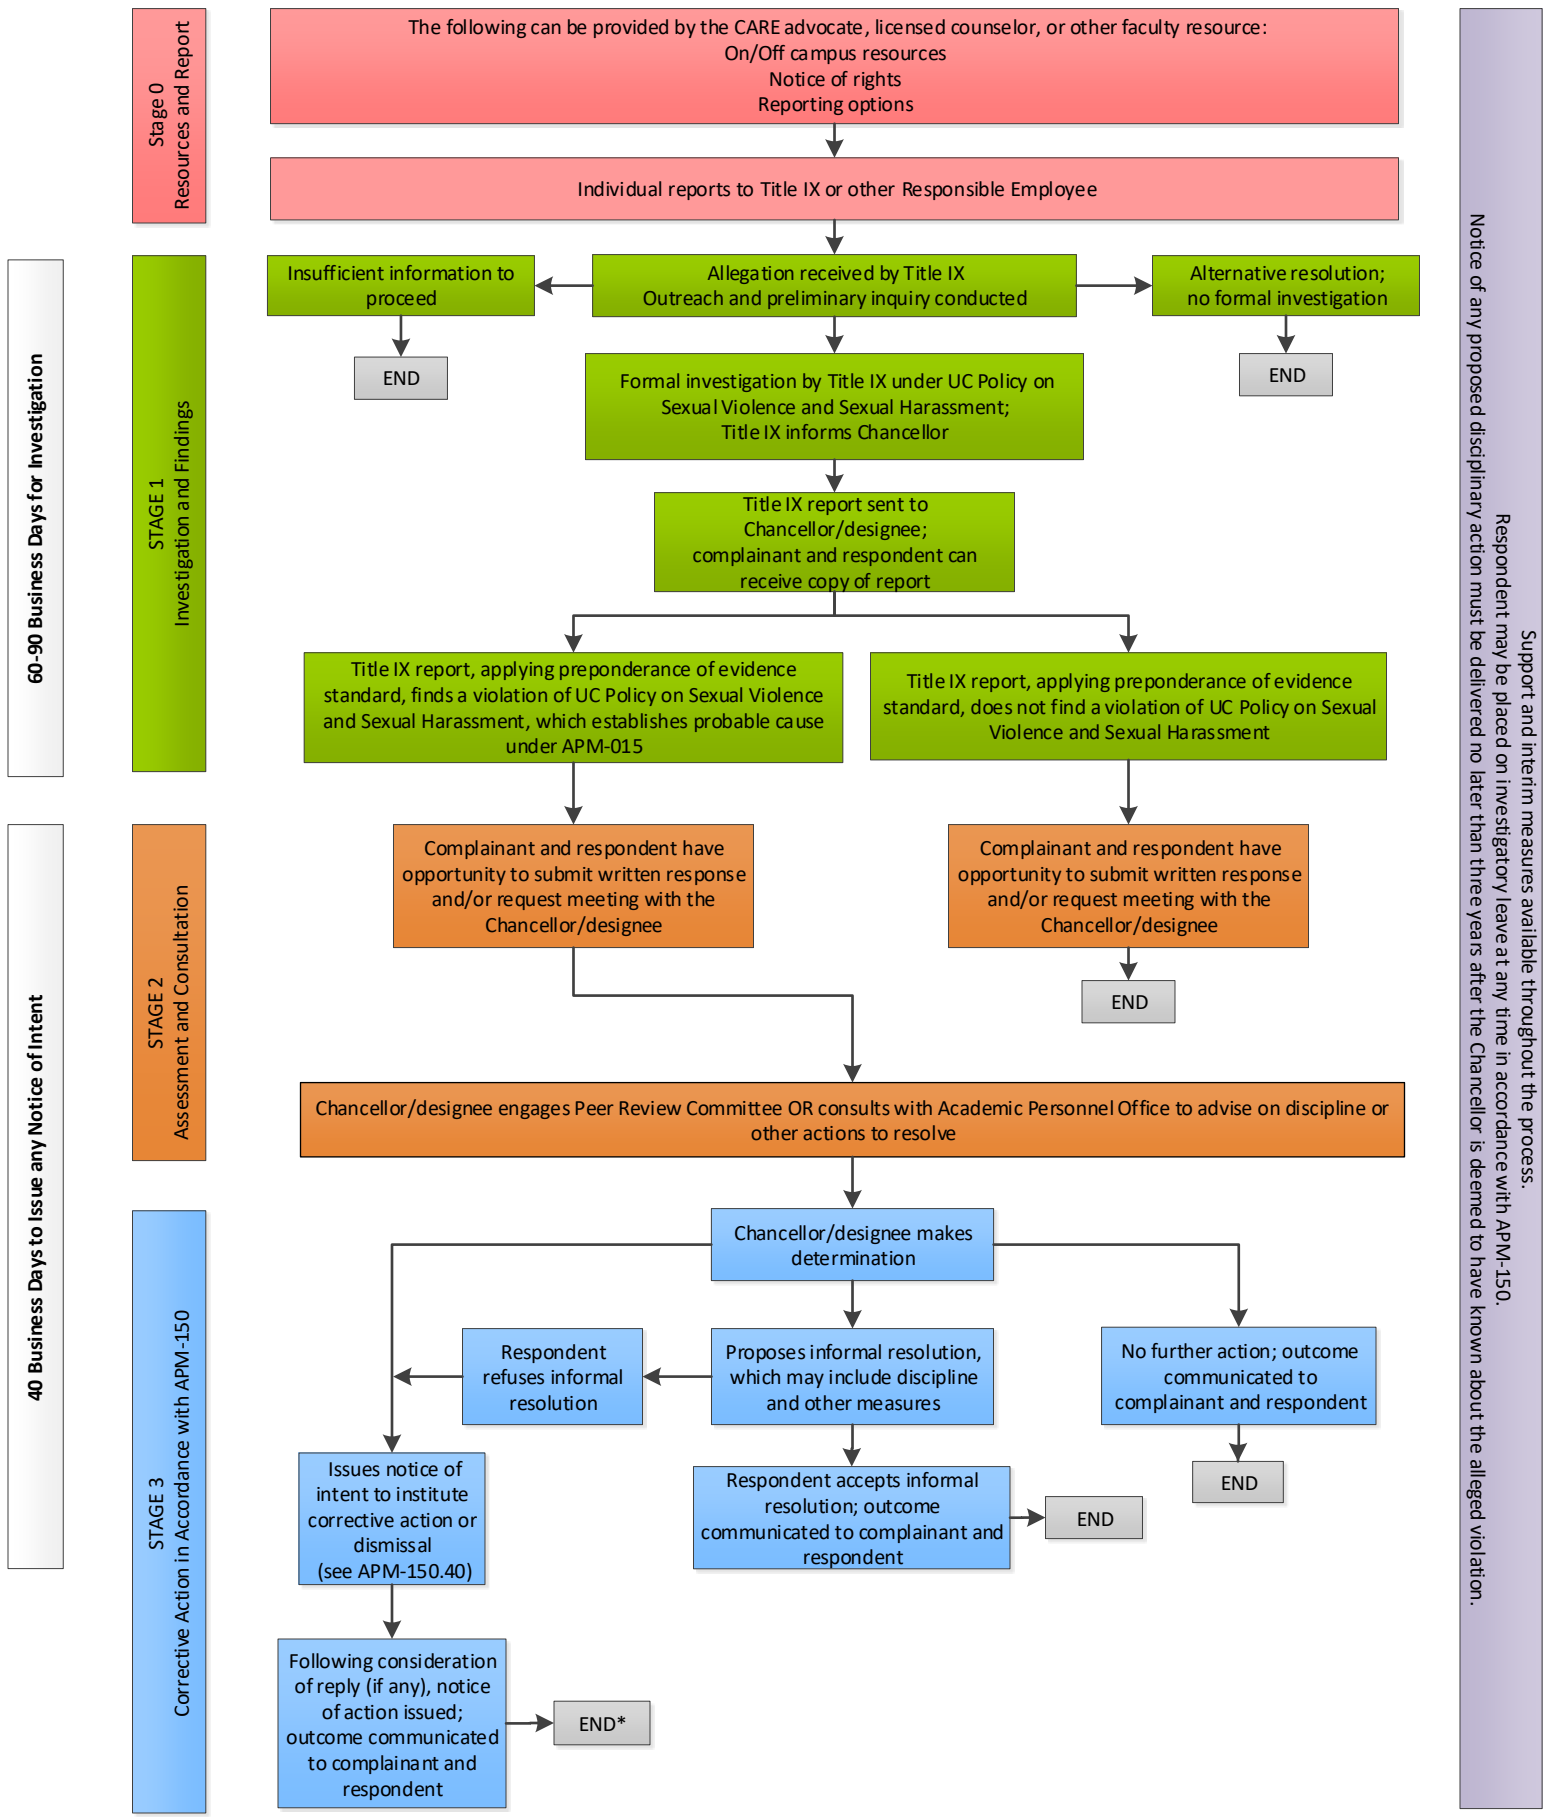 Stage 0
Resources and Report
The following can be provided by the CARE advocate, licensed counselor, or other faculty resource:
On/Off campus resources
Notice of rights
Reporting options
Individual reports to Title IX or other Responsible Employee
60-90 Business Days for Investigation
STAGE 1
Investigation and Findings
Insufficient information to
proceed
Allegation received by Title IX
Outreach and preliminary inquiry conducted
Alternative resolution;
no formal investigation
END
END
Formal investigation by Title IX under UC Policy on
Sexual Violence and Sexual Harassment;
Title IX informs Chancellor
Title IX report sent to
Chancellor/designee;
complainant and respondent can
receive copy of report
Title IX report, applying preponderance of evidence
standard, finds a violation of UC Policy on Sexual Violence
and Sexual Harassment, which establishes probable cause
under APM-015
Title IX report, applying preponderance of evidence
standard, does not find a violation of UC Policy on Sexual
Violence and Sexual Harassment
40 Business Days to Issue any Notice of Intent
STAGE 2
Assessment and Consultation
Complainant and respondent have
opportunity to submit written response
and/or request meeting with the
Chancellor/designee
Complainant and respondent have
opportunity to submit written response
and/or request meeting with the
Chancellor/designee
END
Chancellor/designee engages Peer Review Committee OR consults with Academic Personnel Office to advise on discipline or
other actions to resolve
STAGE 3
Corrective Action in Accordance with APM-150
Chancellor/designee makes
determination
Respondent
refuses informal
resolution
Proposes informal resolution,
which may include discipline
and other measures
No further action; outcome
communicated to
complainant and respondent
END
Issues notice of
intent to institute
corrective action or
dismissal
(see APM-150.40)
Respondent accepts informal
resolution; outcome
communicated to complainant and
respondent
END
Following consideration
of reply (if any), notice
of action issued;
outcome communicated
to complainant and
respondent
END*
Support and interim measures available throughout the process.
Respondent may be placed on investigatory leave at any time in accordance with APM-150.
Notice of any proposed disciplinary action must be delivered no later than three years after the Chancellor is deemed to have known about the alleged violation.